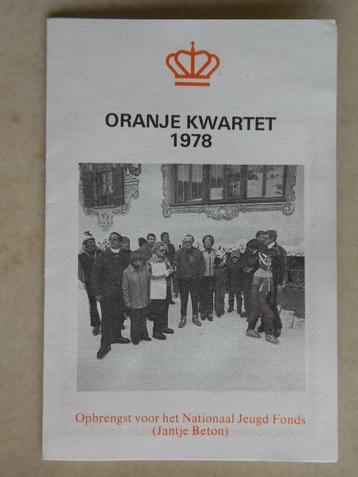 ORANJE KWARTET
1978
Opbrengst voor het Nationaal Jeugd Fonds
(Jantje Beton)